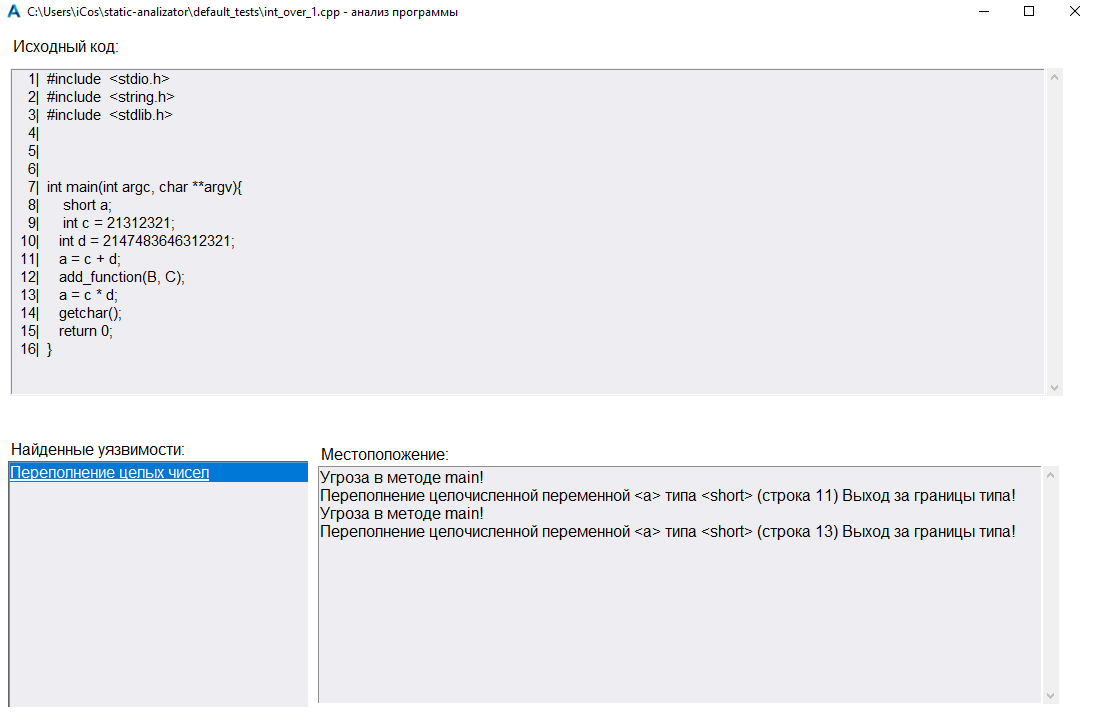 C:\Users\iCos\static-analizator\default_tests\int_over_1.cpp - анализ программы
Исходный код:
1| #include <stdio.h>
2| #include <string.h>
3| #include <stdlib.h>
4|
5|
6|
7| int main(int argc, char **argv){
8| short a;
9| int c = 21312321;
10| int d = 2147483646312321;
11| a = c + d;
12| add_function(B, C);
13| a = c * d;
14| getchar();
15| return 0;
16| }
Найденные уязвимости:
Переполнение целых чисел
Местоположение:
Угроза в методе main!
Переполнение целочисленной переменной <a> типа <short> (строка 11) Выход за границы типа!
Угроза в методе main!
Переполнение целочисленной переменной <a> типа <short> (строка 13) Выход за границы типа!